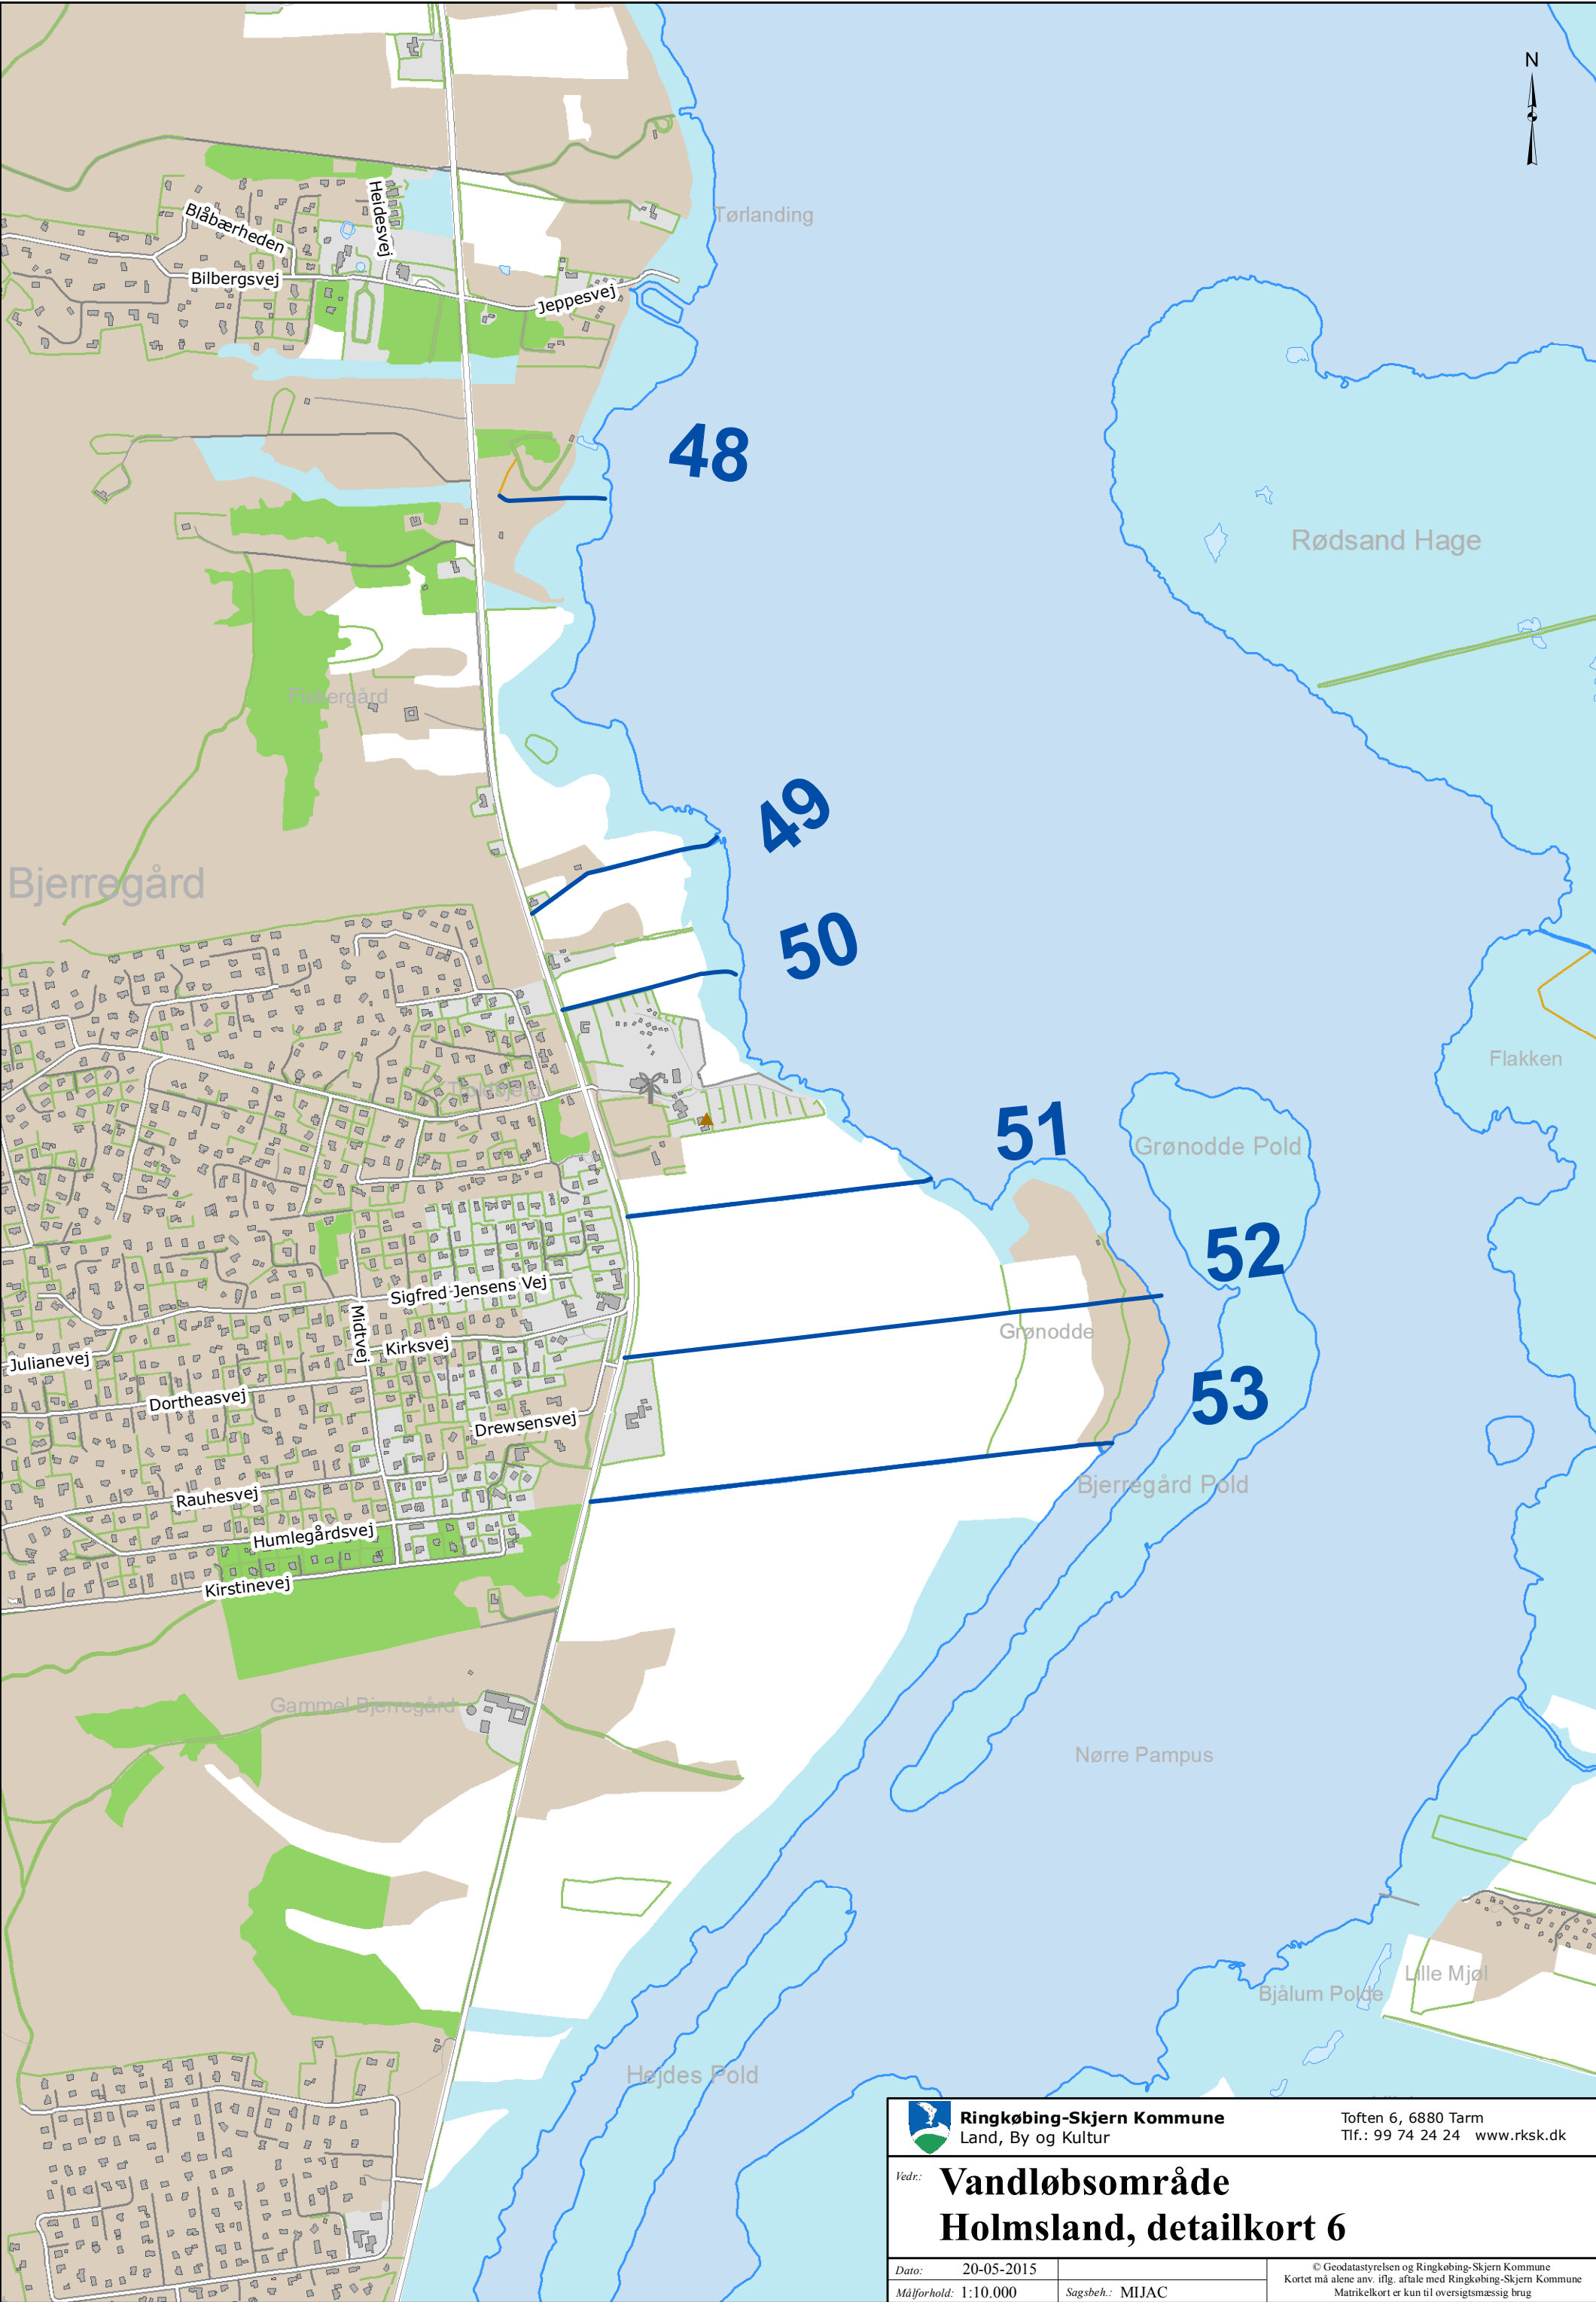 N
Tørlanding
Blåbærheden
Heidesvej
Bilbergsvej
Jeppesvej
48
Rødsand Hage
Fiskergård
49
Bjerregård
50
Flakken
51
Grønodde Pold
52
Sigfred Jensens Vej
Midtvej
Kirksvej
Grønodde
Julianevej
53
Dortheasvej
Drewsensvej
Bjerregård Pold
Rauhesvej
Humlegårdsvej
Kirstinevej
Gammel Bjerregård
Nørre Pampus
Lille Mjøl
Bjålum Polde
Hejdes Pold
Ringkøbing-Skjern Kommune
Land, By og Kultur
Toften 6, 6880 Tarm
Tlf.: 99 74 24 24 www.rksk.dk
Vedr.: Vandløbsområde
Holmsland, detailkort 6
Dato: 20-05-2015
Målforhold: 1:10.000
Sagsbeh.: MIJAC
© Geodatastyrelsen og Ringkøbing-Skjern Kommune
Kortet må alene anv. iflg. aftale med Ringkøbing-Skjern Kommune
Matrikelkort er kun til oversigtsmæssig brug